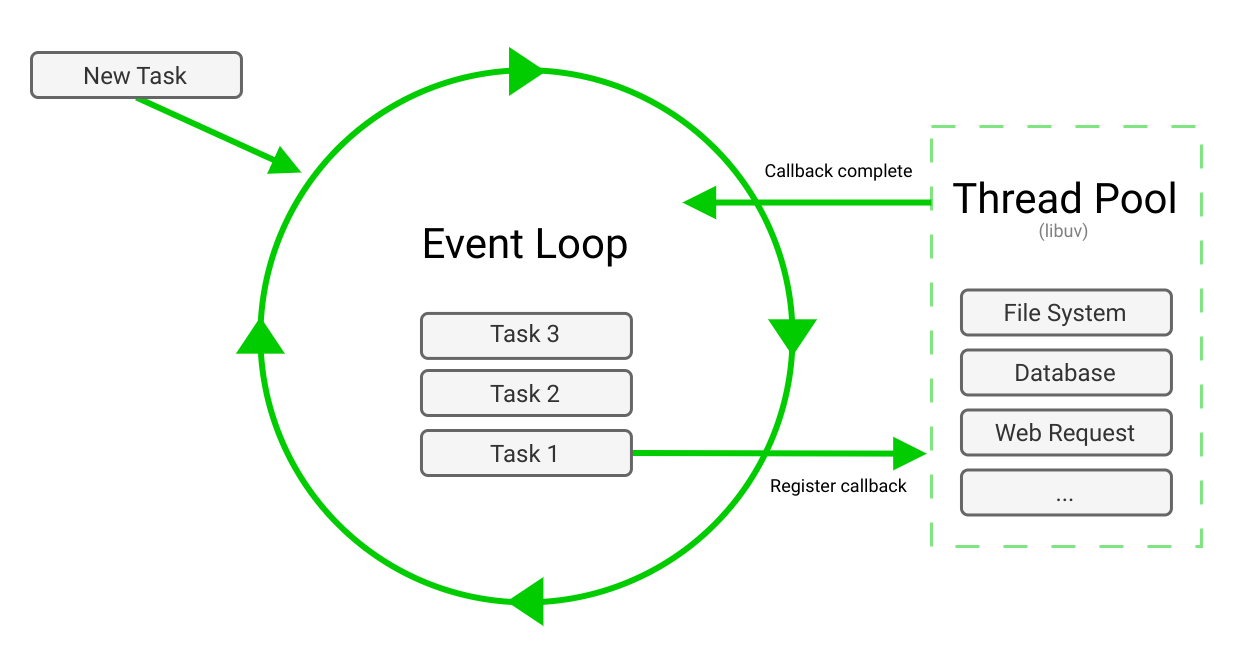 New Task
Callback complete
Thread Pool
(libuv)
Event Loop
File System
Task 3
Database
Task 2
Web Request
Task 1
Register callback
...